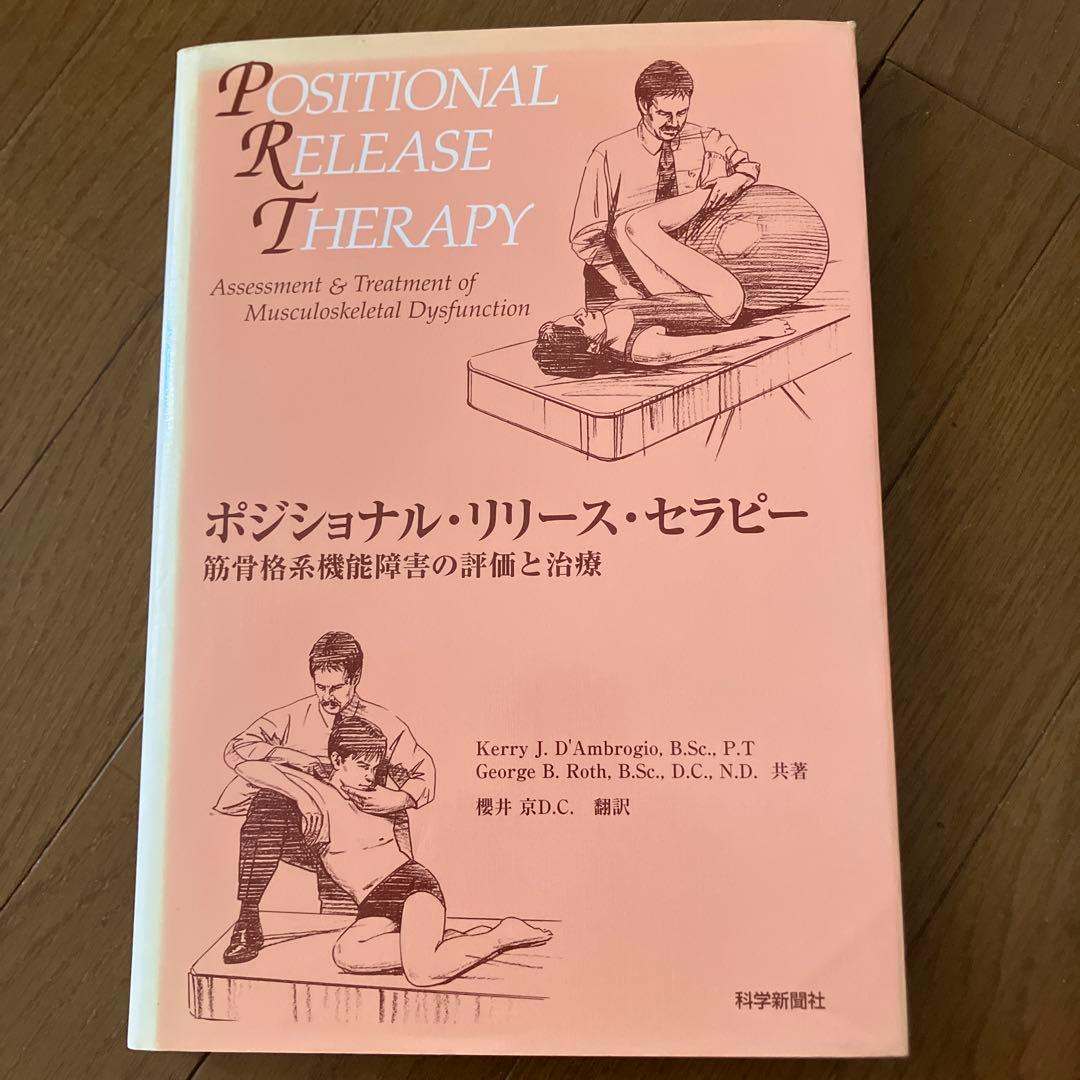 POSITIONAL
RELEASE
THERAPY
Assessment & Treatment of
Musculoskeletal Dysfunction
ポジショナル・リリース・セラピー
筋骨格系機能障害の評価と治療
Kerry J. D'Ambrogio, B.Sc., P.T
George B. Roth, B.Sc., D.C., N.D. 共著
櫻井 京D.C. 翻訳
科学新聞社